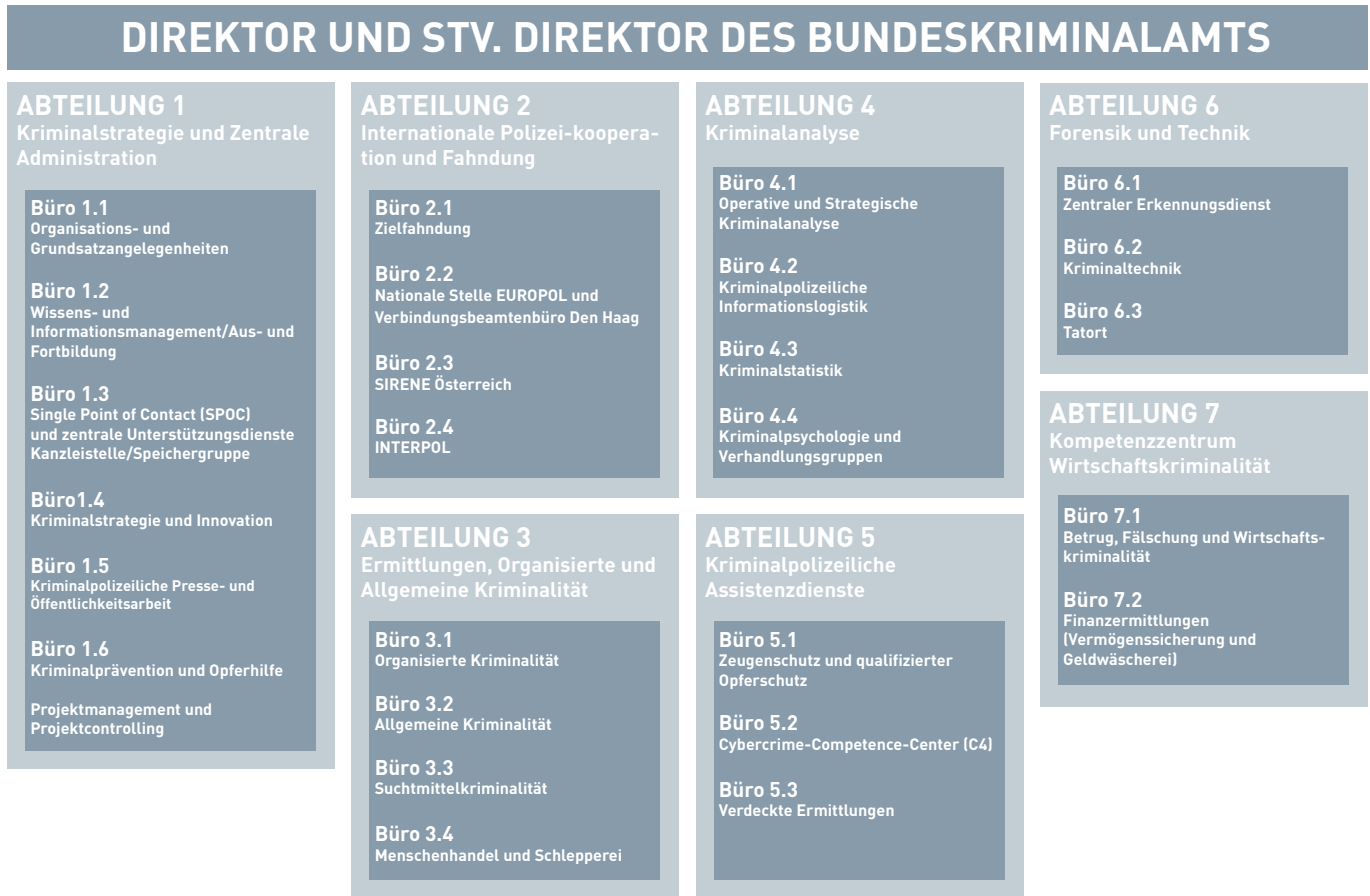 DIREKTOR UND STV. DIREKTOR DES BUNDESKRIMINALAMTS
ABTEILUNG 1
Kriminalstrategie und Zentrale
Administration
Büro 1.1
Organisations- und
Grundsatzangelegenheiten
Büro 1.2
Wissens- und
Informationsmanagement/Aus- und
Fortbildung
Büro 1.3
Single Point of Contact (SPOC)
und zentrale Unterstützungsdienste
Kanzleistelle/Speichergruppe
Büro1.4
Kriminalstrategie und Innovation
Büro 1.5
Kriminalpolizeiliche Presse- und
Öffentlichkeitsarbeit
Büro 1.6
Kriminalprävention und Opferhilfe
Projektmanagement und
Projektcontrolling
ABTEILUNG 2
Internationale Polizei-koopera-
tion und Fahndung
Büro 2.1
Zielfahndung
Büro 2.2
Nationale Stelle EUROPOL und
Verbindungsbeamtenbüro Den Haag
Büro 2.3
SIRENE Österreich
Büro 2.4
INTERPOL
ABTEILUNG 3
Ermittlungen, Organisierte und
Allgemeine Kriminalität
Büro 3.1
Organisierte Kriminalität
Büro 3.2
Allgemeine Kriminalität
Büro 3.3
Suchtmittelkriminalität
Büro 3.4
Menschenhandel und Schlepperei
ABTEILUNG 4
Kriminalanalyse
Büro 4.1
Operative und Strategische
Kriminalanalyse
Büro 4.2
Kriminalpolizeiliche
Informationslogistik
Büro 4.3
Kriminalstatistik
Büro 4.4
Kriminalpsychologie und
Verhandlungsgruppen
ABTEILUNG 5
Kriminalpolizeiliche
Assistenzdienste
Büro 5.1
Zeugenschutz und qualifizierter
Opferschutz
Büro 5.2
Cybercrime-Competence-Center (C4)
Büro 5.3
Verdeckte Ermittlungen
ABTEILUNG 6
Forensik und Technik
Büro 6.1
Zentraler Erkennungsdienst
Büro 6.2
Kriminaltechnik
Büro 6.3
Tatort
ABTEILUNG 7
Kompetenzzentrum
Wirtschaftskriminalität
Büro 7.1
Betrug, Fälschung und Wirtschafts-
kriminalität
Büro 7.2
Finanzermittlungen
(Vermögenssicherung und
Geldwäscherei)